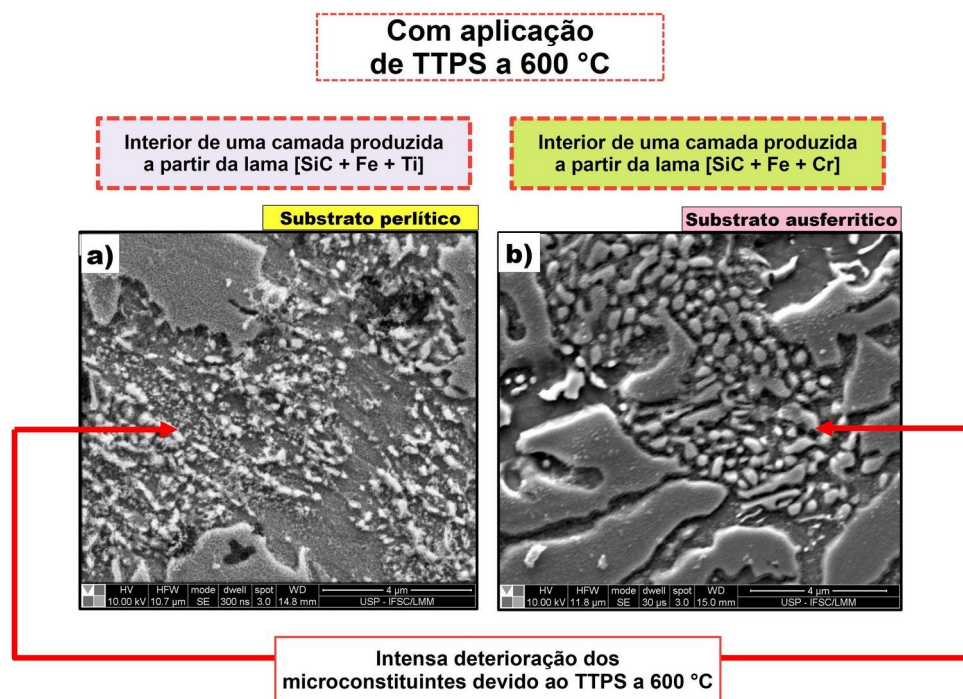 Com aplicação
de TTPS a 600 °C
Interior de uma camada produzida
a partir da lama [SiC + Fe + Ti]
Interior de uma camada produzida
a partir da lama [SiC + Fe + Cr]
Substrato perlítico
Substrato ausferritico
a)
b)
HV HFW mode dwell spot WD 4 µm
10.00 kV 10.7 µm SE 300 ns 3.0 14.8 mm USP - IFSC/LMM
HV HFW mode dwell spot WD 4 µm
10.00 kV 11.8 µm SE 30 µs 3.0 15.0 mm USP - IFSC/LMM
Intensa deterioração dos
microconstituintes devido ao TTPS a 600 °C